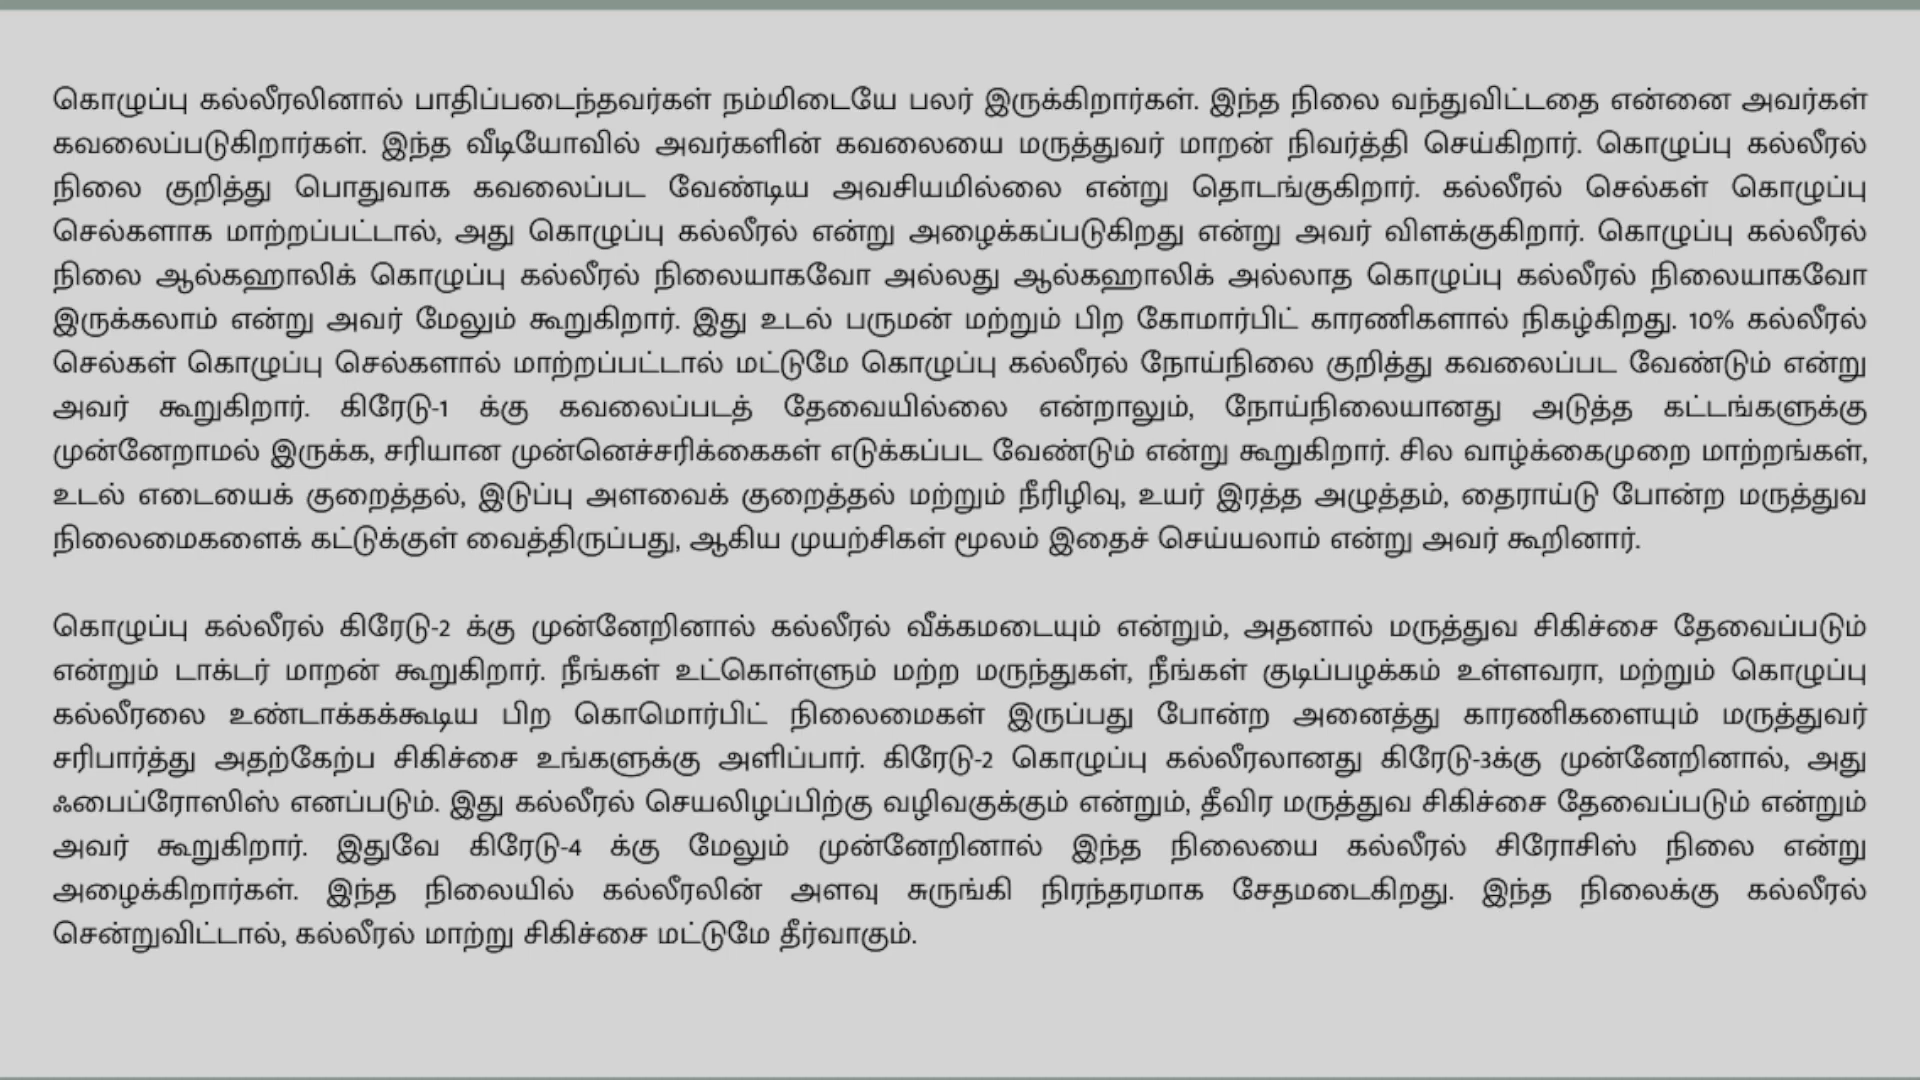 கொழுப்பு கல்லீரலினால் பாதிப்படைந்தவர்கள் நம்மிடையே பலர் இருக்கிறார்கள். இந்த நிலை வந்துவிட்டதை என்னை அவர்கள்
கவலைப்படுகிறார்கள். இந்த வீடியோவில் அவர்களின் கவலையை மருத்துவர் மாறன் நிவர்த்தி செய்கிறார். கொழுப்பு கல்லீரல்
நிலை குறித்து பொதுவாக கவலைப்பட வேண்டிய அவசியமில்லை என்று தொடங்குகிறார். கல்லீரல் செல்கள் கொழுப்பு
செல்களாக மாற்றப்பட்டால், அது கொழுப்பு கல்லீரல் என்று அழைக்கப்படுகிறது என்று அவர் விளக்குகிறார். கொழுப்பு கல்லீரல்
நிலை ஆல்கஹாலிக் கொழுப்பு கல்லீரல் நிலையாகவோ அல்லது ஆல்கஹாலிக் அல்லாத கொழுப்பு கல்லீரல் நிலையாகவோ
இருக்கலாம் என்று அவர் மேலும் கூறுகிறார். இது உடல் பருமன் மற்றும் பிற கோமார்பிட் காரணிகளால் நிகழ்கிறது. 10% கல்லீரல்
செல்கள் கொழுப்பு செல்களால் மாற்றப்பட்டால் மட்டுமே கொழுப்பு கல்லீரல் நோய்நிலை குறித்து கவலைப்பட வேண்டும் என்று
அவர் கூறுகிறார். கிரேடு-1 க்கு கவலைப்படத் தேவையில்லை என்றாலும், நோய்நிலையானது அடுத்த கட்டங்களுக்கு
முன்னேறாமல் இருக்க, சரியான முன்னெச்சரிக்கைகள் எடுக்கப்பட வேண்டும் என்று கூறுகிறார். சில வாழ்க்கைமுறை மாற்றங்கள்,
உடல் எடையைக் குறைத்தல், இடுப்பு அளவைக் குறைத்தல் மற்றும் நீரிழிவு, உயர் இரத்த அழுத்தம், தைராய்டு போன்ற மருத்துவ
நிலைமைகளைக் கட்டுக்குள் வைத்திருப்பது, ஆகிய முயற்சிகள் மூலம் இதைச் செய்யலாம் என்று அவர் கூறினார்.
கொழுப்பு கல்லீரல் கிரேடு-2 க்கு முன்னேறினால் கல்லீரல் வீக்கமடையும் என்றும், அதனால் மருத்துவ சிகிச்சை தேவைப்படும்
என்றும் டாக்டர் மாறன் கூறுகிறார். நீங்கள் உட்கொள்ளும் மற்ற மருந்துகள், நீங்கள் குடிப்பழக்கம் உள்ளவரா, மற்றும் கொழுப்பு
கல்லீரலை உண்டாக்கக்கூடிய பிற கொமொர்பிட் நிலைமைகள் இருப்பது போன்ற அனைத்து காரணிகளையும் மருத்துவர்
சரிபார்த்து அதற்கேற்ப சிகிச்சை உங்களுக்கு அளிப்பார். கிரேடு-2 கொழுப்பு கல்லீரலானது கிரேடு-3க்கு முன்னேறினால், அது
ஃபைப்ரோஸிஸ் எனப்படும். இது கல்லீரல் செயலிழப்பிற்கு வழிவகுக்கும் என்றும், தீவிர மருத்துவ சிகிச்சை தேவைப்படும் என்றும்
அவர் கூறுகிறார். இதுவே கிரேடு-4 க்கு மேலும் முன்னேறினால் இந்த நிலையை கல்லீரல் சிரோசிஸ் நிலை என்று
அழைக்கிறார்கள். இந்த நிலையில் கல்லீரலின் அளவு சுருங்கி நிரந்தரமாக சேதமடைகிறது. இந்த நிலைக்கு கல்லீரல்
சென்றுவிட்டால், கல்லீரல் மாற்று சிகிச்சை மட்டுமே தீர்வாகும்.